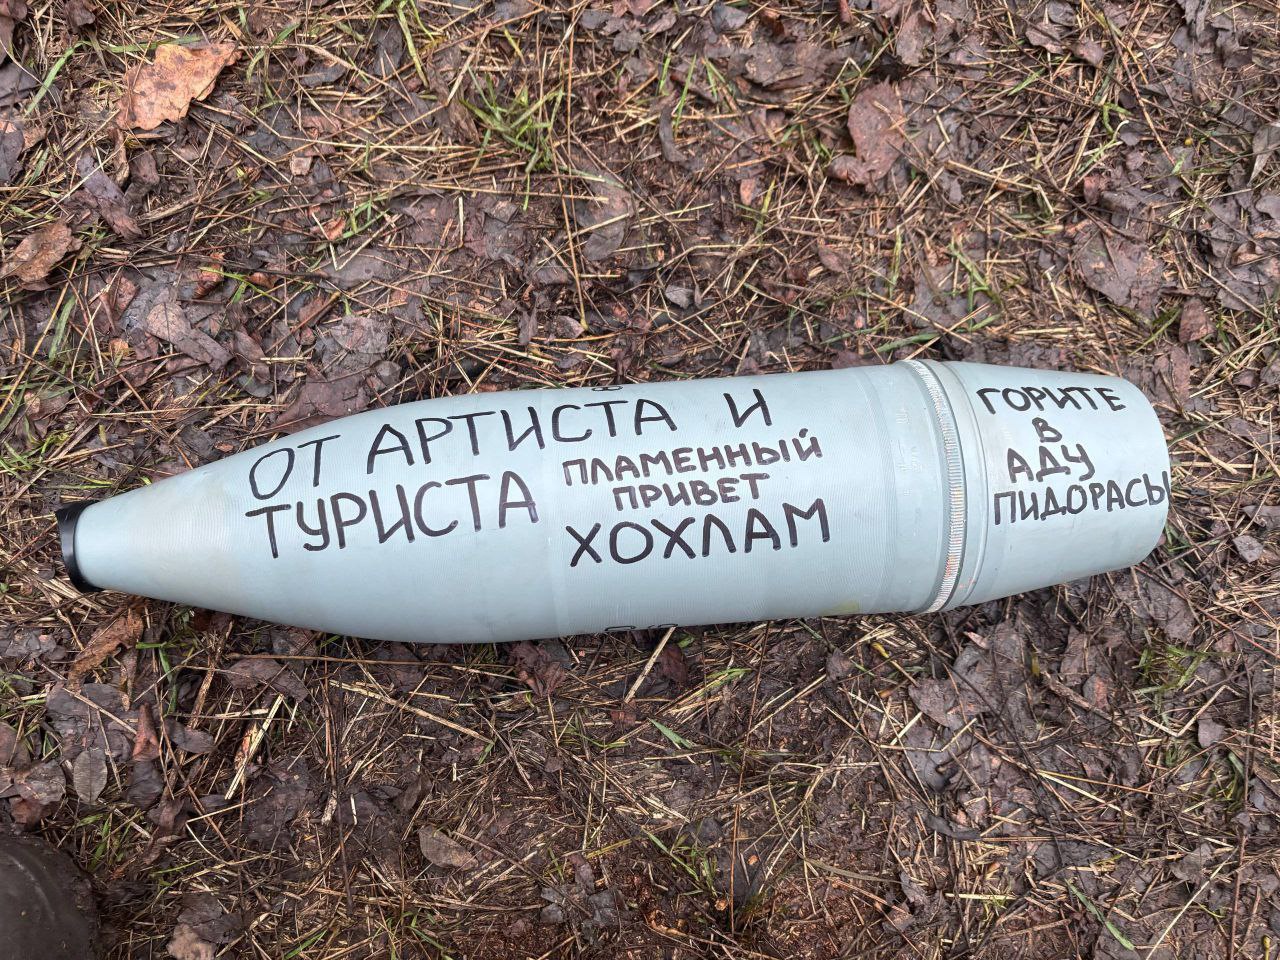 ОТ АРТИСТА И
ТУРИСТА
ПЛАМЕННЫЙ
ПРИВЕТ
ХОХЛАМ
ГОРИТЕ
В
АДУ
ПИДОРАСЫ